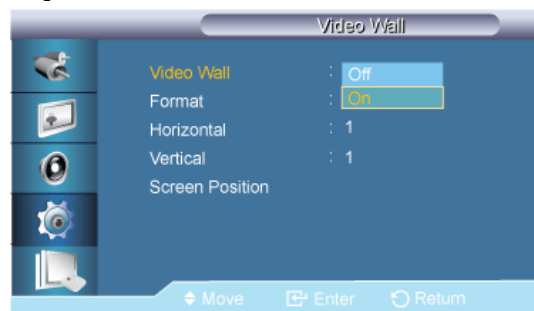 Video Wall
Video Wall : Off
Format : On
Horizontal : 1
Vertical : 1
Screen Position
Move Enter Return